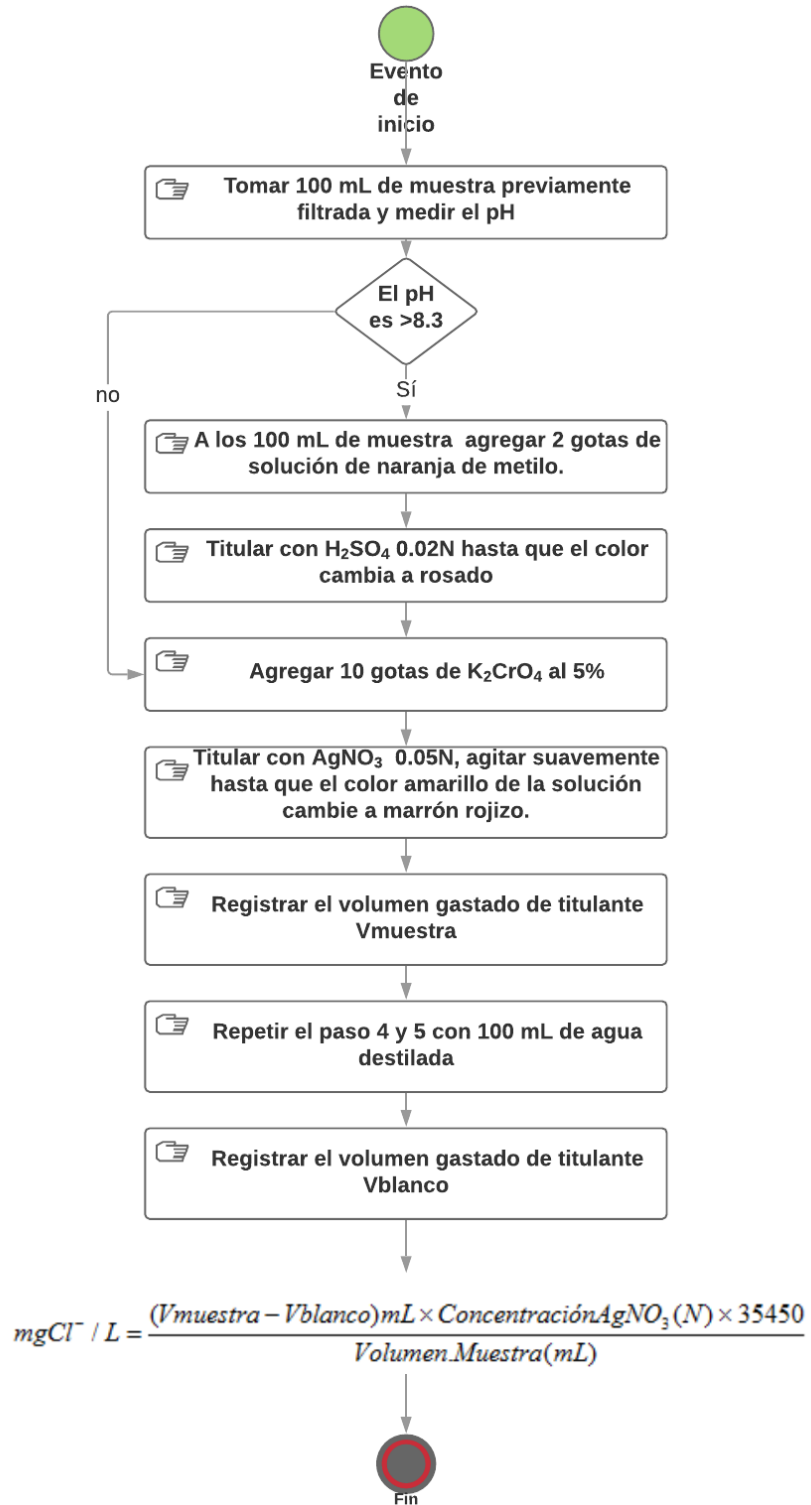 Evento
de
inicio
Tomar 100 mL de muestra previamente
filtrada y medir el pH
El pH
es >8.3
no
Sí
A los 100 mL de muestra  agregar 2 gotas de
solución de naranja de metilo.
Titular con H₂SO₄ 0.02N hasta que el color
cambia a rosado
Agregar 10 gotas de K₂CrO₄ al 5%
Titular con AgNO₃  0.05N, agitar suavemente
hasta que el color amarillo de la solución
cambie a marrón rojizo.
Registrar el volumen gastado de titulante
Vmuestra
Repetir el paso 4 y 5 con 100 mL de agua
destilada
Registrar el volumen gastado de titulante
Vblanco
(Vmuestra − Vblanco)mL × ConcentraciónAgNO₃(N) × 35450
mgCl⁻ / L =
Volumen.Muestra(mL)
Fin